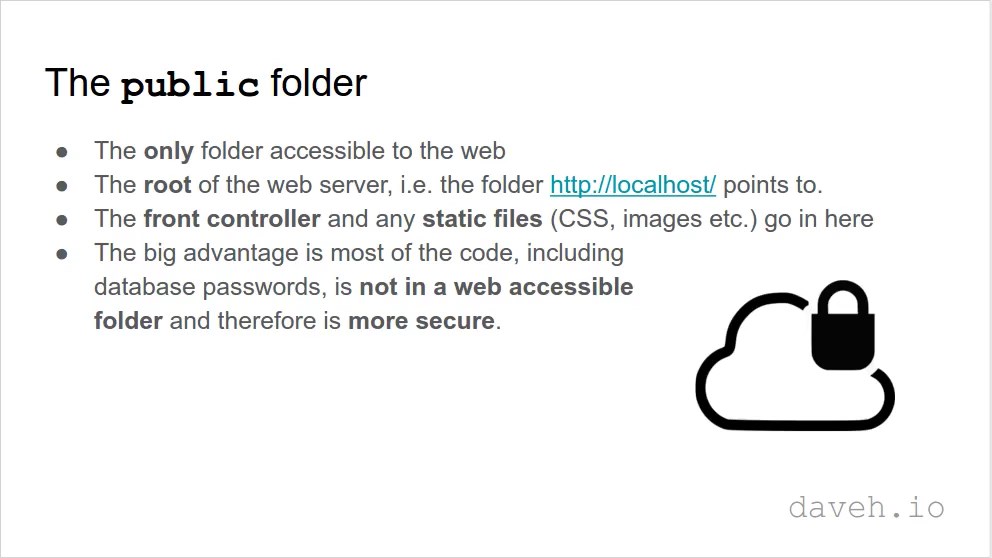 The public folder
● The only folder accessible to the web
● The root of the web server, i.e. the folder http://localhost/ points to.
● The front controller and any static files (CSS, images etc.) go in here
● The big advantage is most of the code, including
database passwords, is not in a web accessible
folder and therefore is more secure.
daveh.io